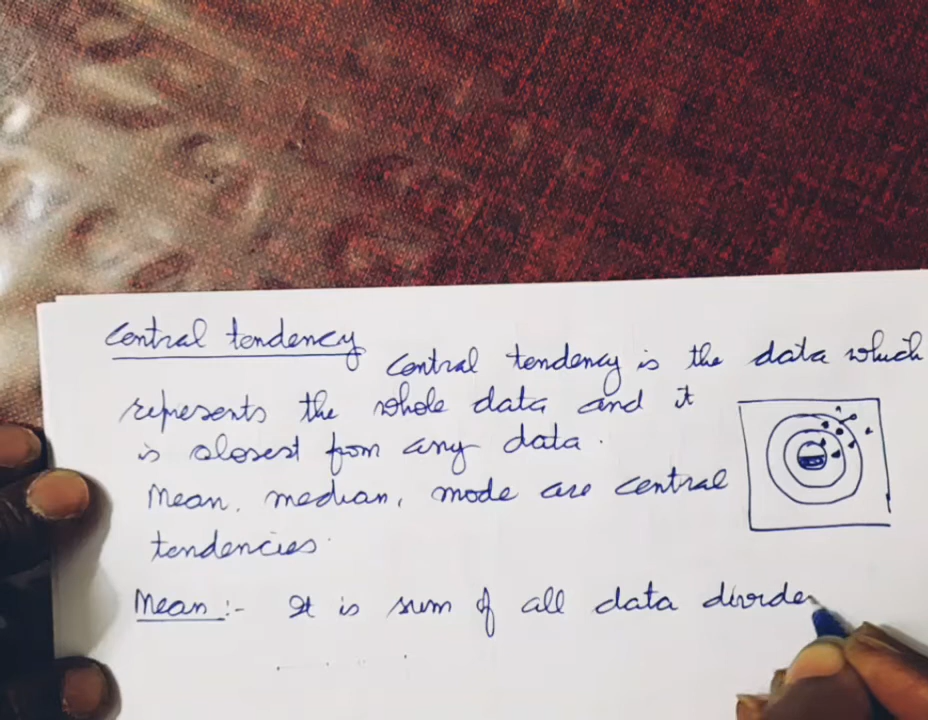 Central tendency
Central tendency is the data which
represents the whole data and it
is closest from any data.
Mean, median, mode are central
tendencies.
Mean :- It is sum of all data divide